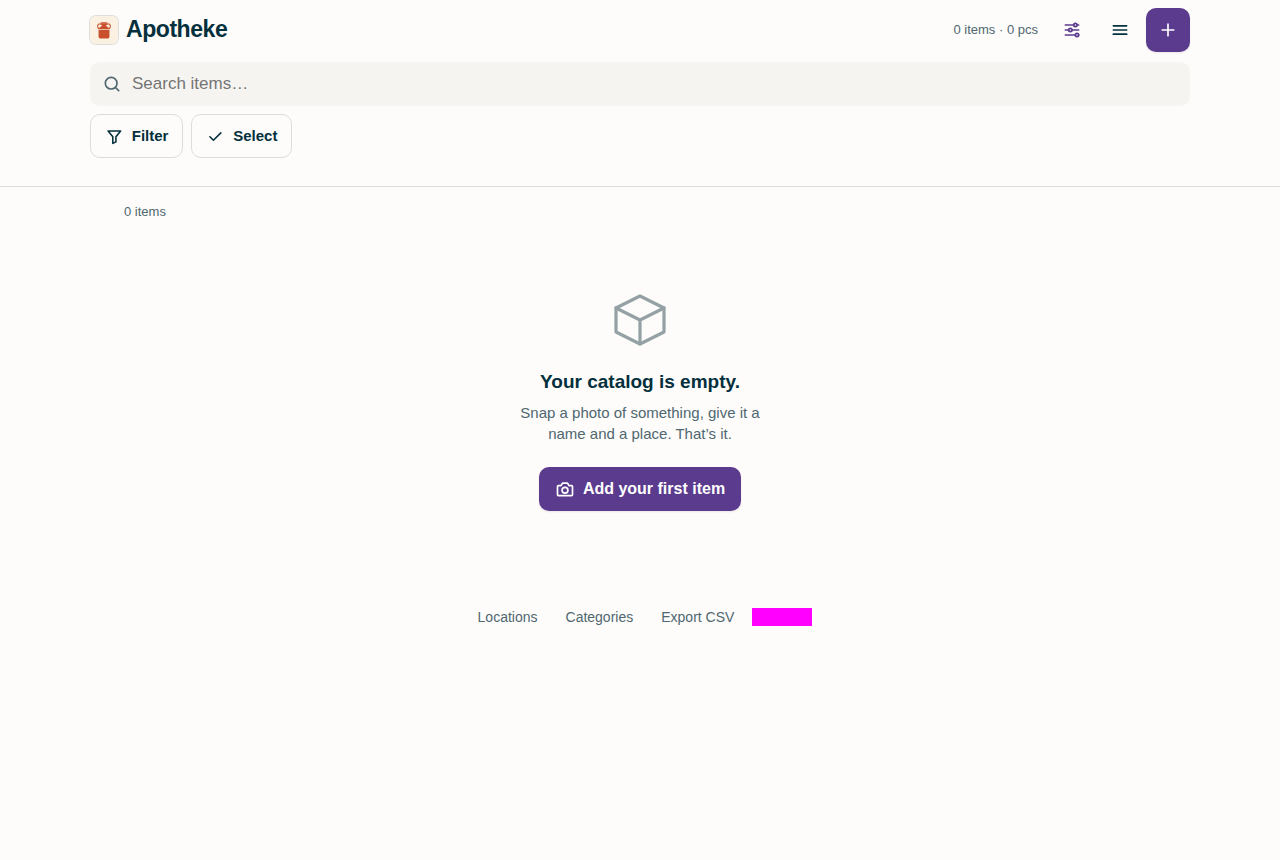 Apotheke
0 items · 0 pcs
Search items…
Filter
Select
0 items
Your catalog is empty.
Snap a photo of something, give it a
name and a place. That’s it.
Add your first item
Locations
Categories
Export CSV